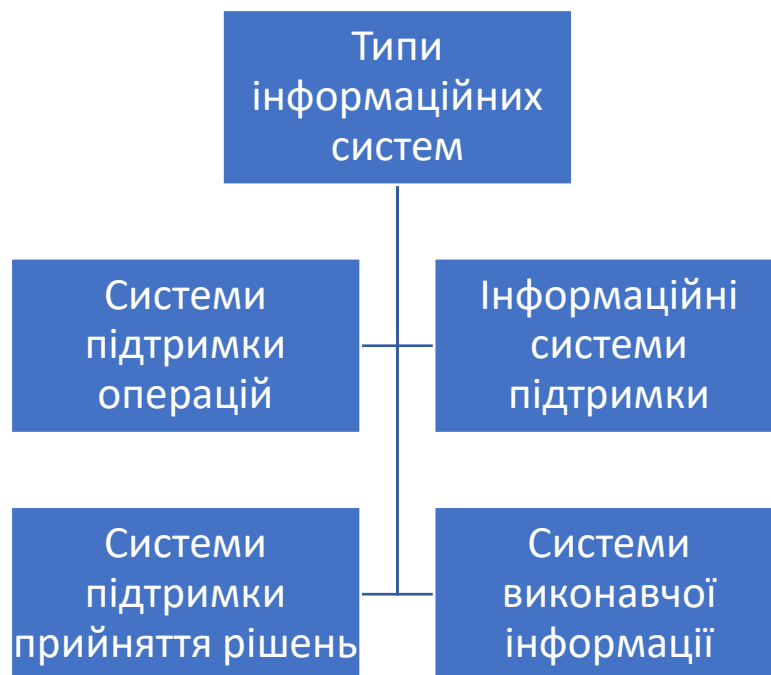 Типи
інформаційних
систем
Системи
підтримки
операцій
Інформаційні
системи
підтримки
Системи
підтримки
прийняття рішень
Системи
виконавчої
інформації